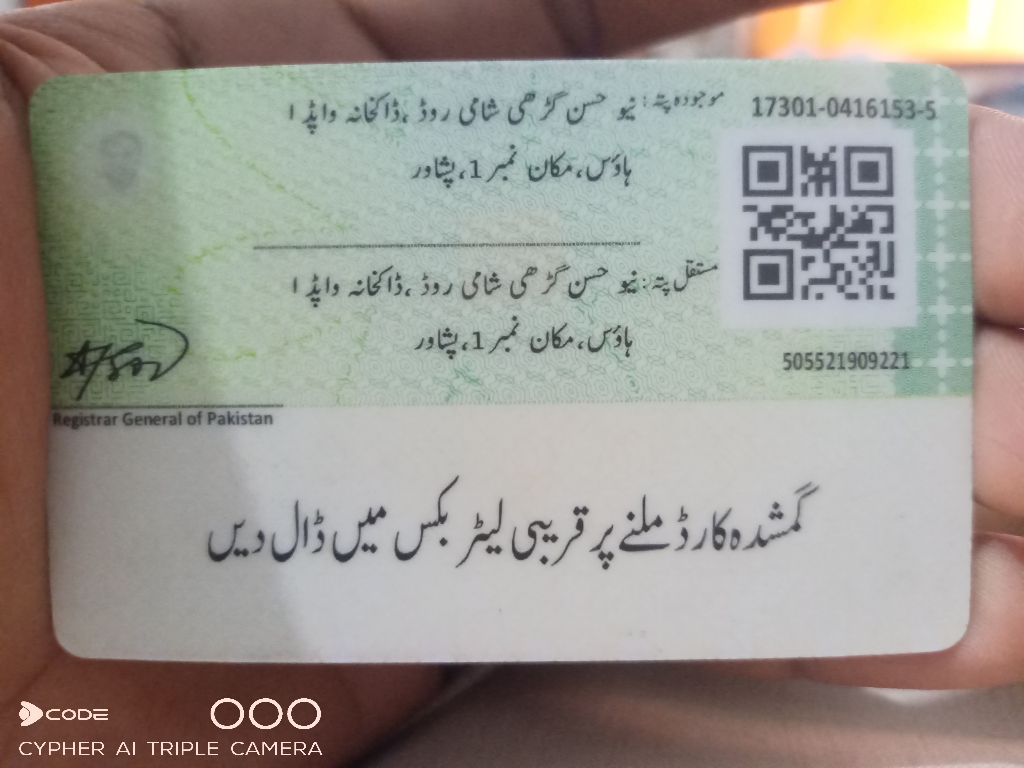 موجودہ پتہ: نیو حسن گڑھی شامی روڈ ،ڈاکخانہ واپڈ ا
17301-0416153-5
ہاؤس، مکان نمبر 1، پشاور
مستقل پتہ: نیو حسن گڑھی شامی روڈ ،ڈاکخانہ واپڈ ا
ہاؤس، مکان نمبر 1، پشاور
505521909221
Registrar General of Pakistan
گمشدہ کارڈ ملنے پر قریبی لیٹر بکس میں ڈال دیں
CODE
CYPHER AI TRIPLE CAMERA